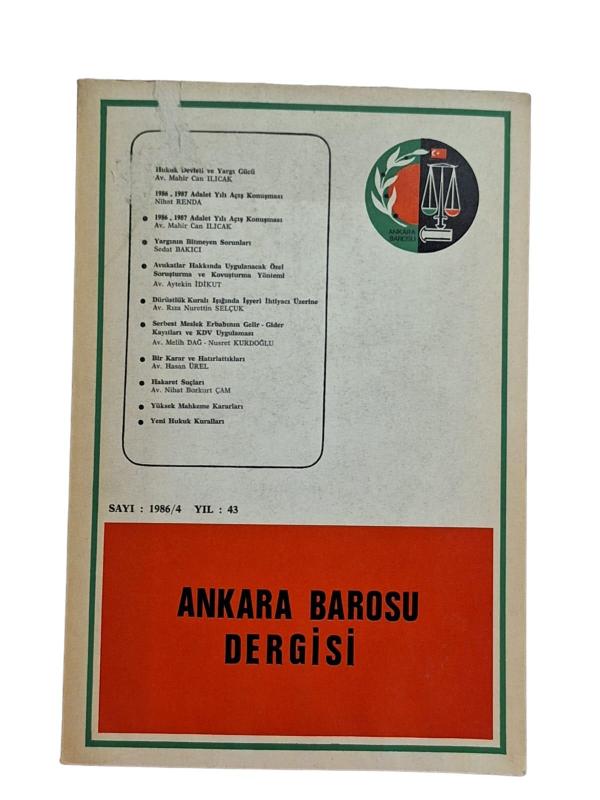 Hukuk Devleti ve Yargı Gücü
Av. Mahir Can ILICAK
1986 , 1987 Adalet Yılı Açış Konuşması
Nihat RENDA
● 1986 , 1987 Adalet Yılı Açış Konuşması
Av. Mahir Can ILICAK
● Yargının Bitmeyen Sorunları
Sedat BAKICI
● Avukatlar Hakkında Uygulanacak Özel
Soruşturma ve Kovuşturma Yöntemi
Av. Aytekin İDİKUT
● Dürüstlük Kuralı Işığında İşyeri İhtiyacı Üzerine
Av. Rıza Nurettin SELÇUK
● Serbest Meslek Erbabının Gelir - Gider
Kayıtları ve KDV Uygulaması
Av. Melih DAĞ - Nusret KURDOĞLU
● Bir Karar ve Hatırlattıkları
Av. Hasan ÜREL
● Hakaret Suçları
Av. Nihat Bozkurt ÇAM
● Yüksek Mahkeme Kararları
● Yeni Hukuk Kuralları
ANKARA
BAROSU
SAYI : 1986/4 YIL : 43
ANKARA BAROSU
DERGİSİ